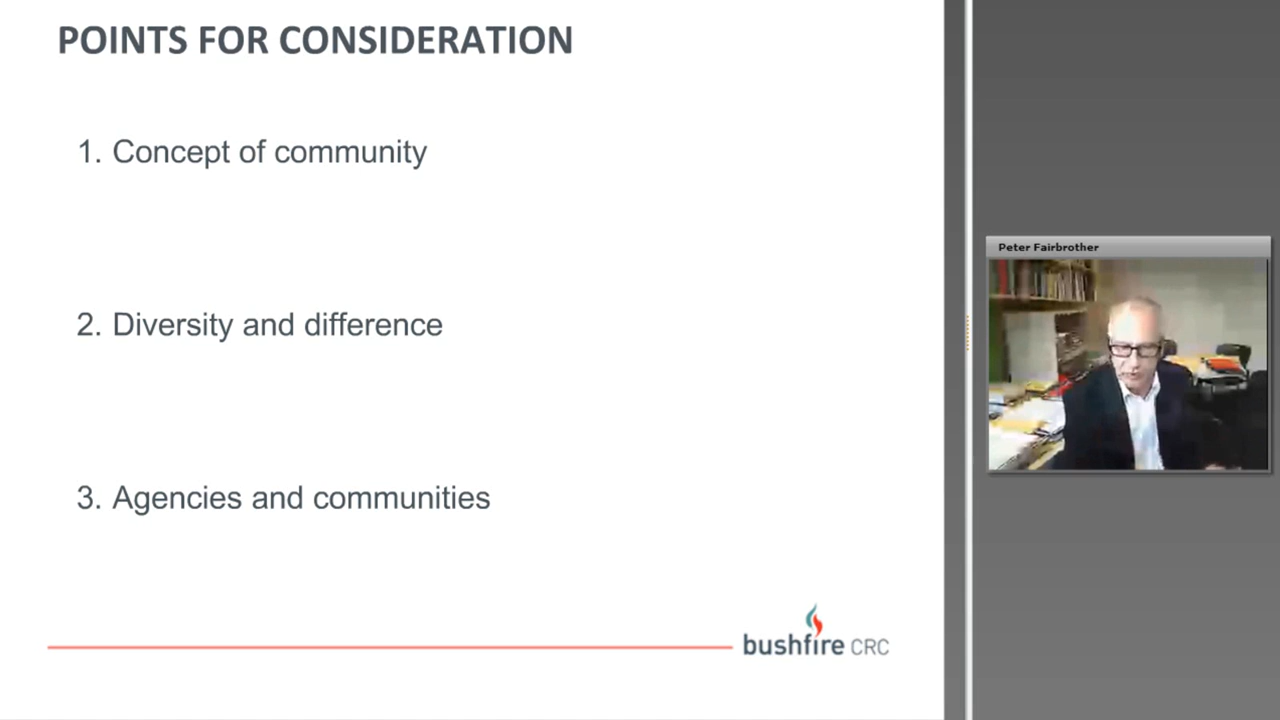 POINTS FOR CONSIDERATION
1. Concept of community
2. Diversity and difference
3. Agencies and communities
bushfire CRC
Peter Fairbrother